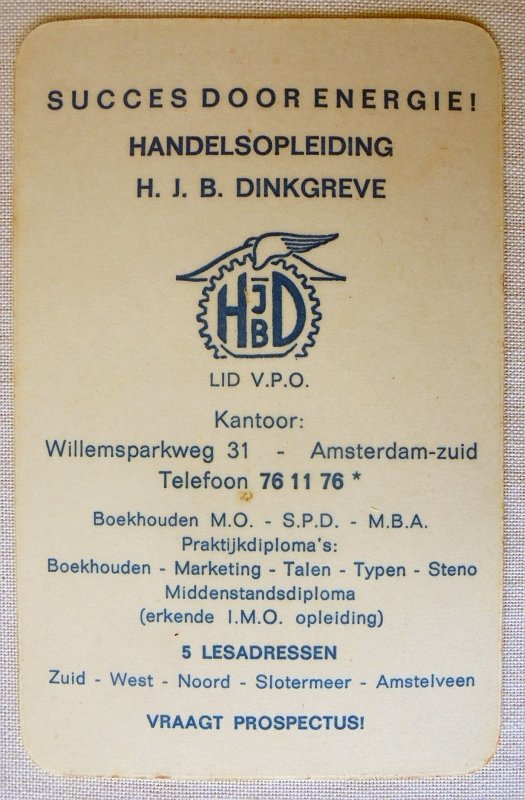 SUCCES DOOR ENERGIE!
HANDELSOPLEIDING
H. J. B. DINKGREVE
HJBD
LID V.P.O.
Kantoor:
Willemsparkweg 31 - Amsterdam-zuid
Telefoon 76 11 76 *
Boekhouden M.O. - S.P.D. - M.B.A.
Praktijkdiploma's:
Boekhouden - Marketing - Talen - Typen - Steno
Middenstandsdiploma
(erkende I.M.O. opleiding)
5 LESADRESSEN
Zuid - West - Noord - Slotermeer - Amstelveen
VRAAGT PROSPECTUS!